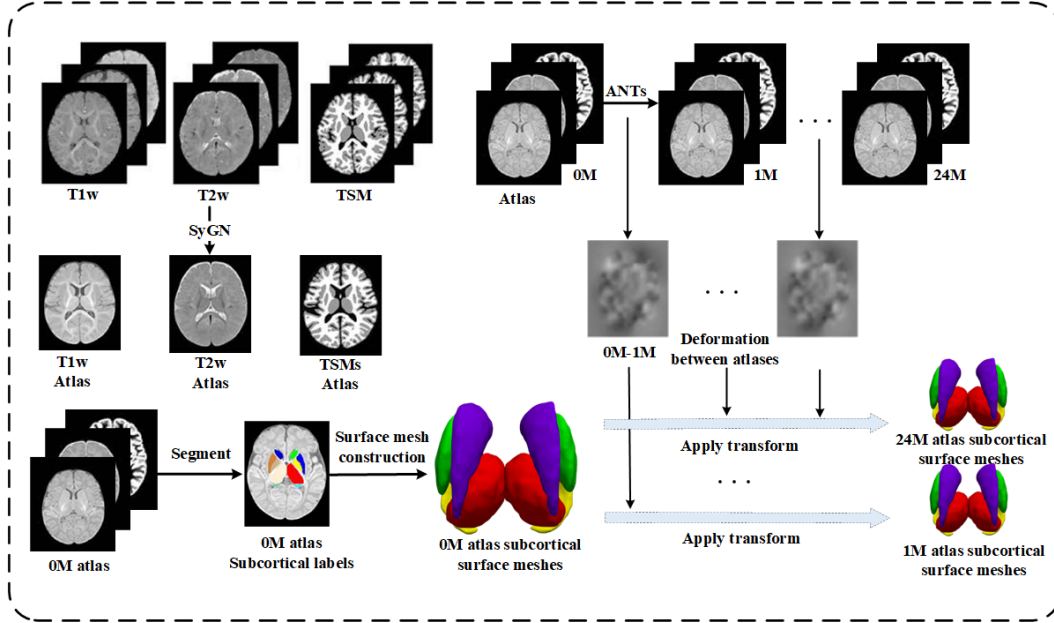 T1w
T2w
TSM
SyGN
T1w
Atlas
T2w
Atlas
TSMs
Atlas
Atlas
0M
ANTs
1M
. . .
24M
0M-1M
. . .
Deformation
between atlases
0M atlas
Segment
0M atlas
Subcortical labels
Surface mesh
construction
0M atlas subcortical
surface meshes
Apply transform
24M atlas subcortical
surface meshes
. . .
Apply transform
1M atlas subcortical
surface meshes